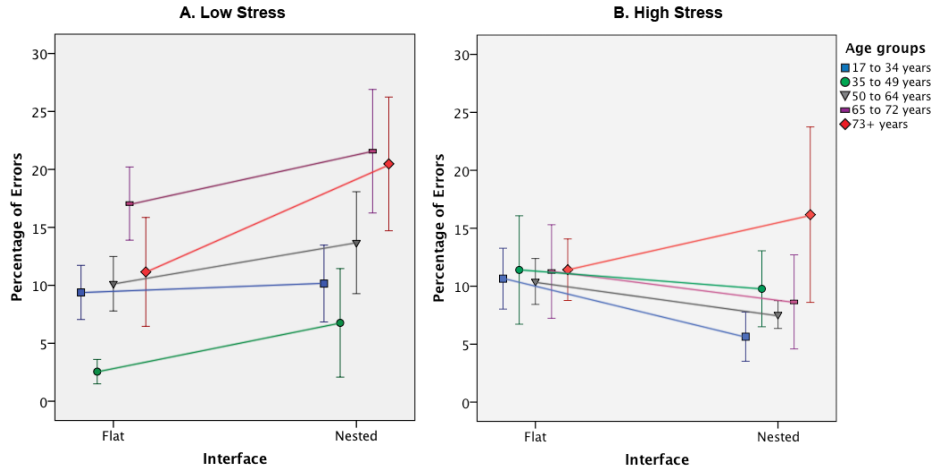 A. Low Stress
Percentage of Errors
30
25
20
15
10
5
0
Flat
Nested
Interface
B. High Stress
Percentage of Errors
30
25
20
15
10
5
0
Flat
Nested
Interface
Age groups
17 to 34 years
35 to 49 years
50 to 64 years
65 to 72 years
73+ years